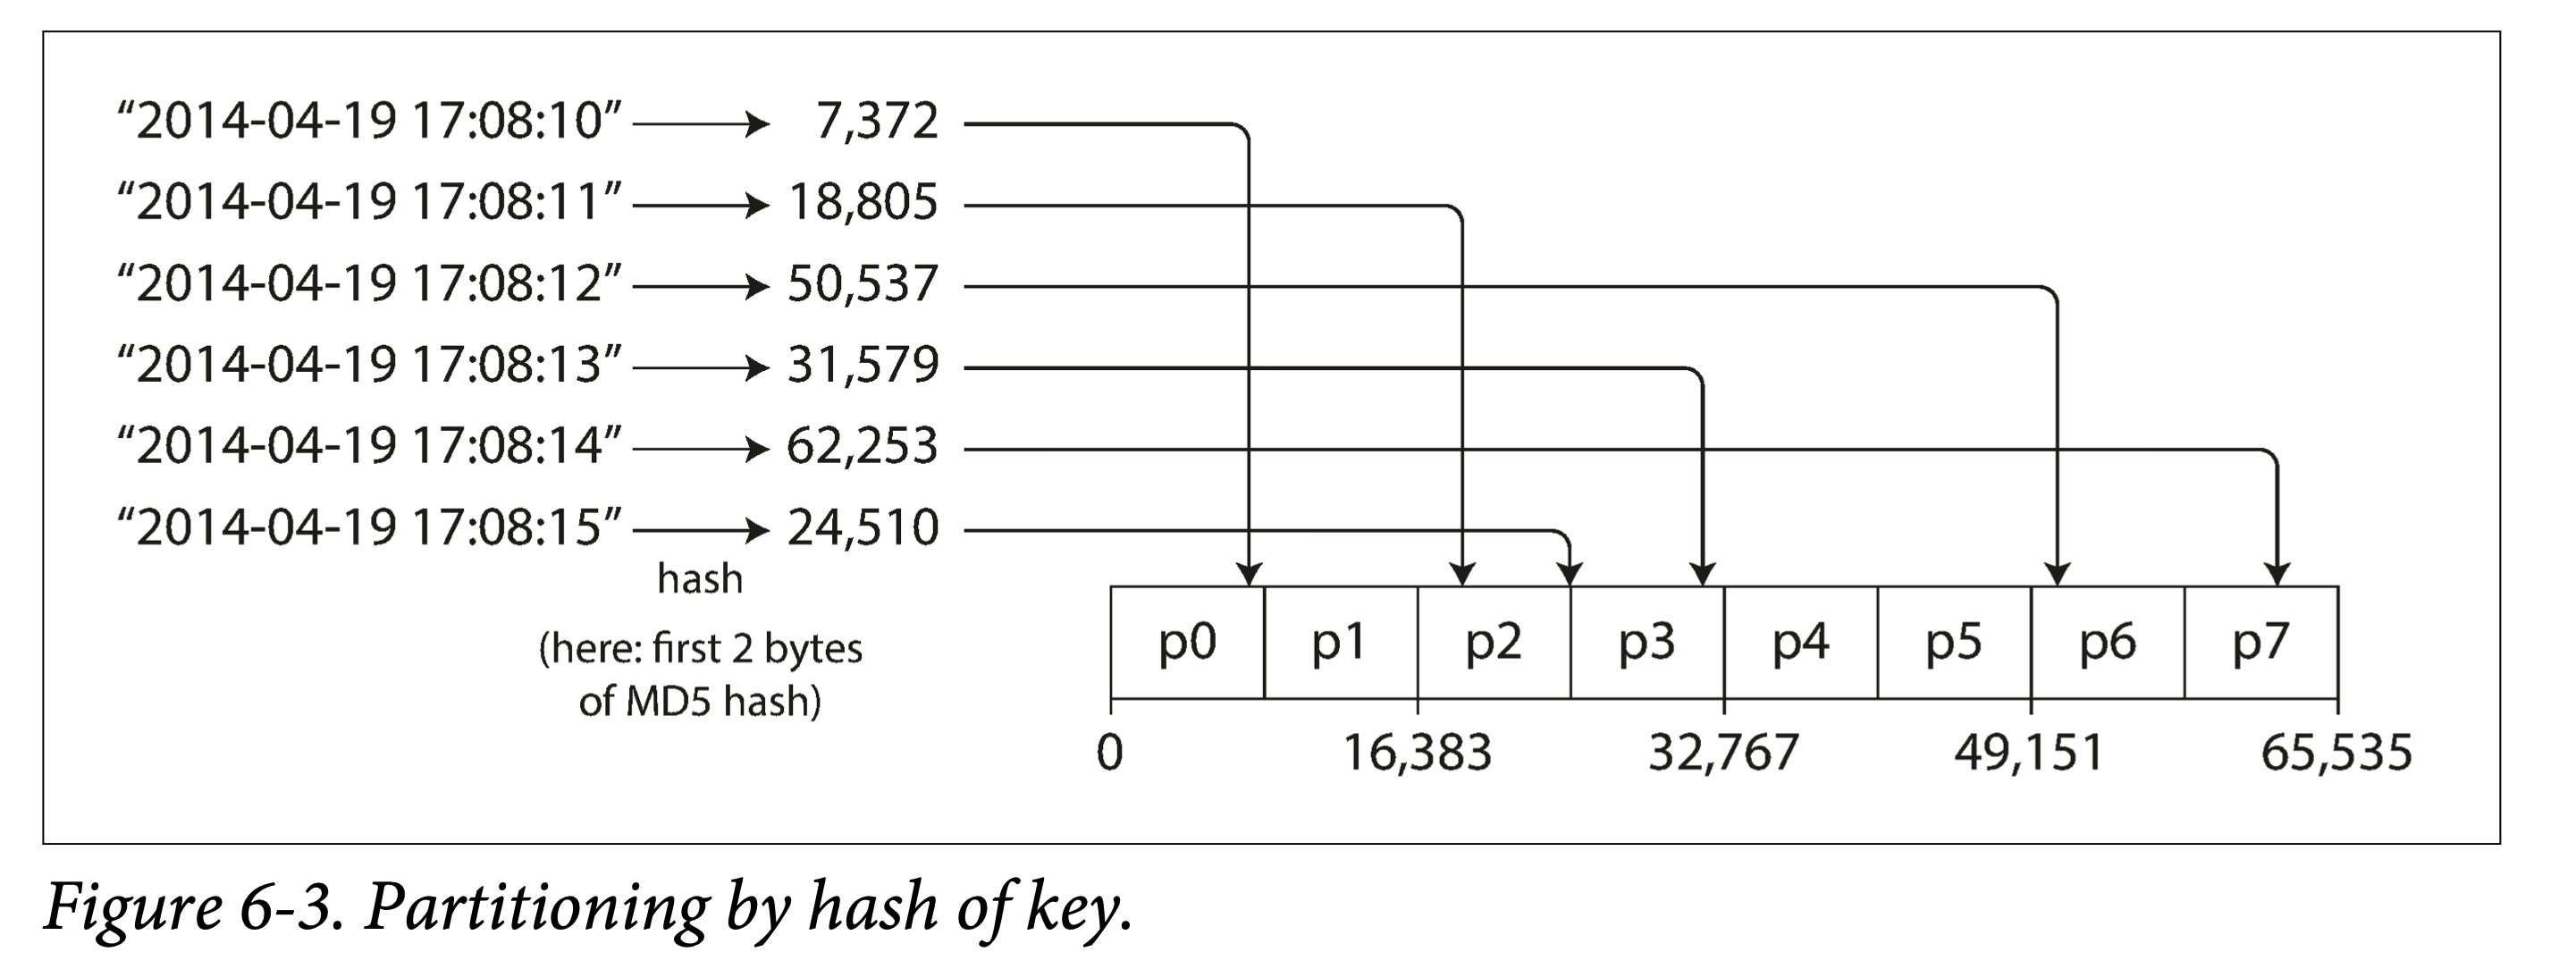 “2014-04-19 17:08:10” 7,372
“2014-04-19 17:08:11” 18,805
“2014-04-19 17:08:12” 50,537
“2014-04-19 17:08:13” 31,579
“2014-04-19 17:08:14” 62,253
“2014-04-19 17:08:15” 24,510
hash
(here: first 2 bytes
of MD5 hash)
p0 p1 p2 p3 p4 p5 p6 p7
0 16,383 32,767 49,151 65,535
Figure 6-3. Partitioning by hash of key.